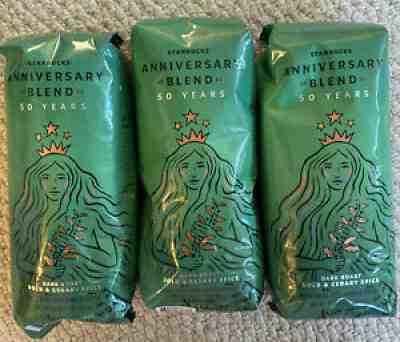 STARBUCKS
ANNIVERSARY
BLEND
50 YEARS
DARK ROAST
BOLD & CEDARY SPICE
STARBUCKS
ANNIVERSARY
BLEND
50 YEARS
DARK ROAST
BOLD & CEDARY SPICE
STARBUCKS
ANNIVERSARY
BLEND
50 YEARS
DARK ROAST
BOLD & CEDARY SPICE